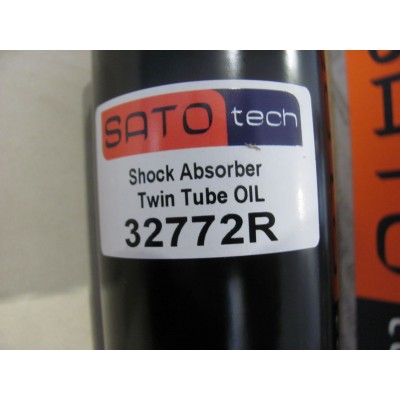 SATO tech
Shock Absorber
Twin Tube OIL
32772R